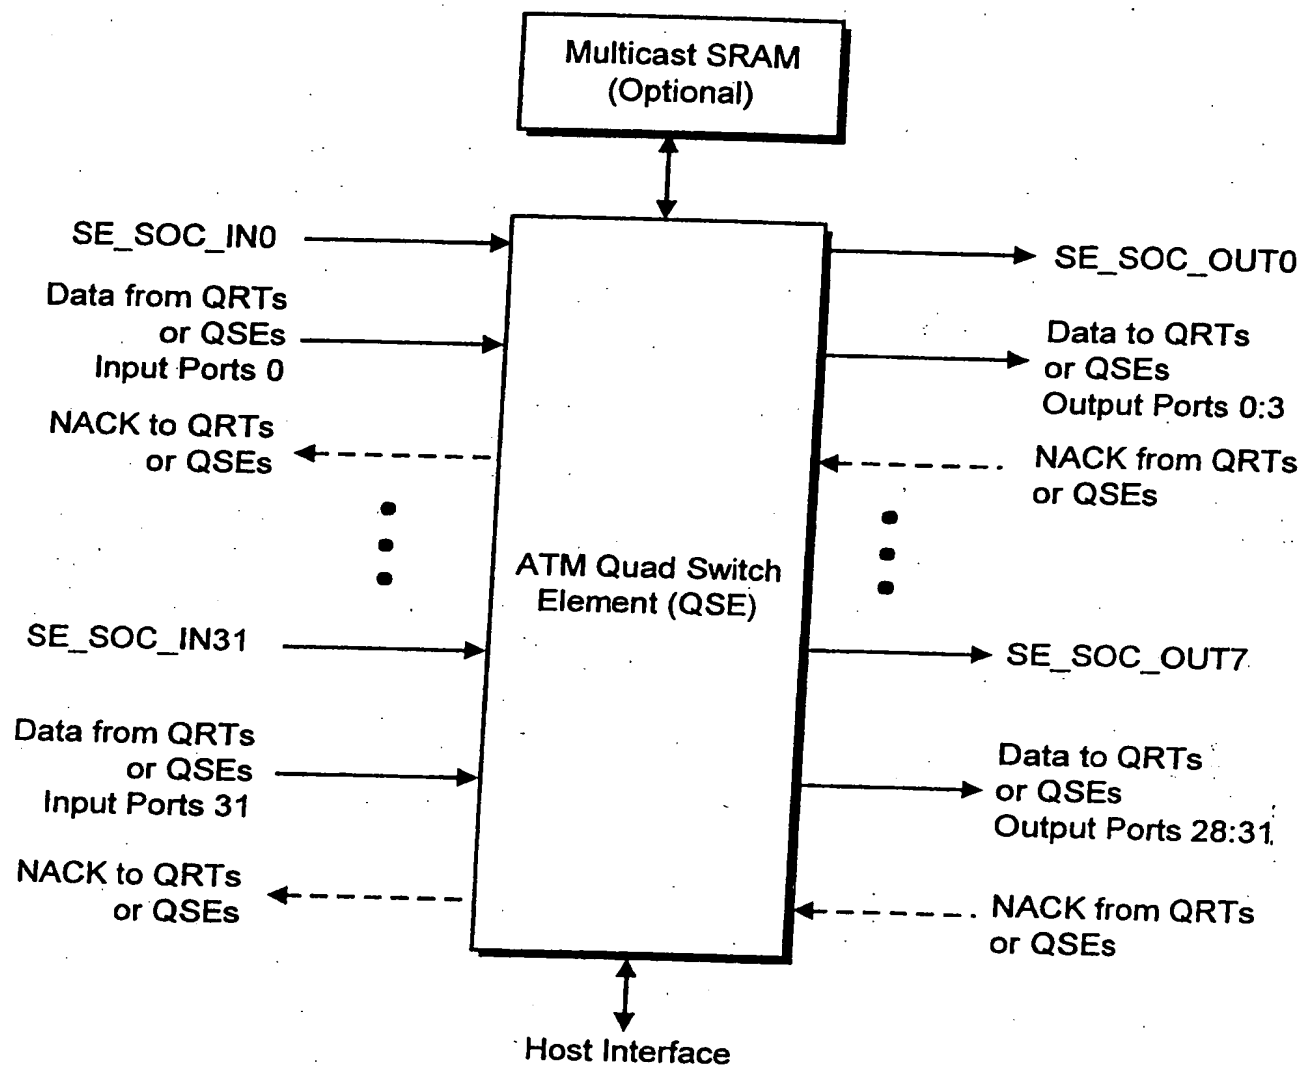 Multicast SRAM
(Optional)
SE_SOC_IN0
Data from QRTs
or QSEs
Input Ports 0
NACK to QRTs
or QSEs
SE_SOC_IN31
Data from QRTs
or QSEs
Input Ports 31
NACK to QRTs
or QSEs
ATM Quad Switch
Element (QSE)
SE_SOC_OUT0
Data to QRTs
or QSEs
Output Ports 0:3
NACK from QRTs
or QSEs
SE_SOC_OUT7
Data to QRTs
or QSEs
Output Ports 28:31
NACK from QRTs
or QSEs
Host Interface